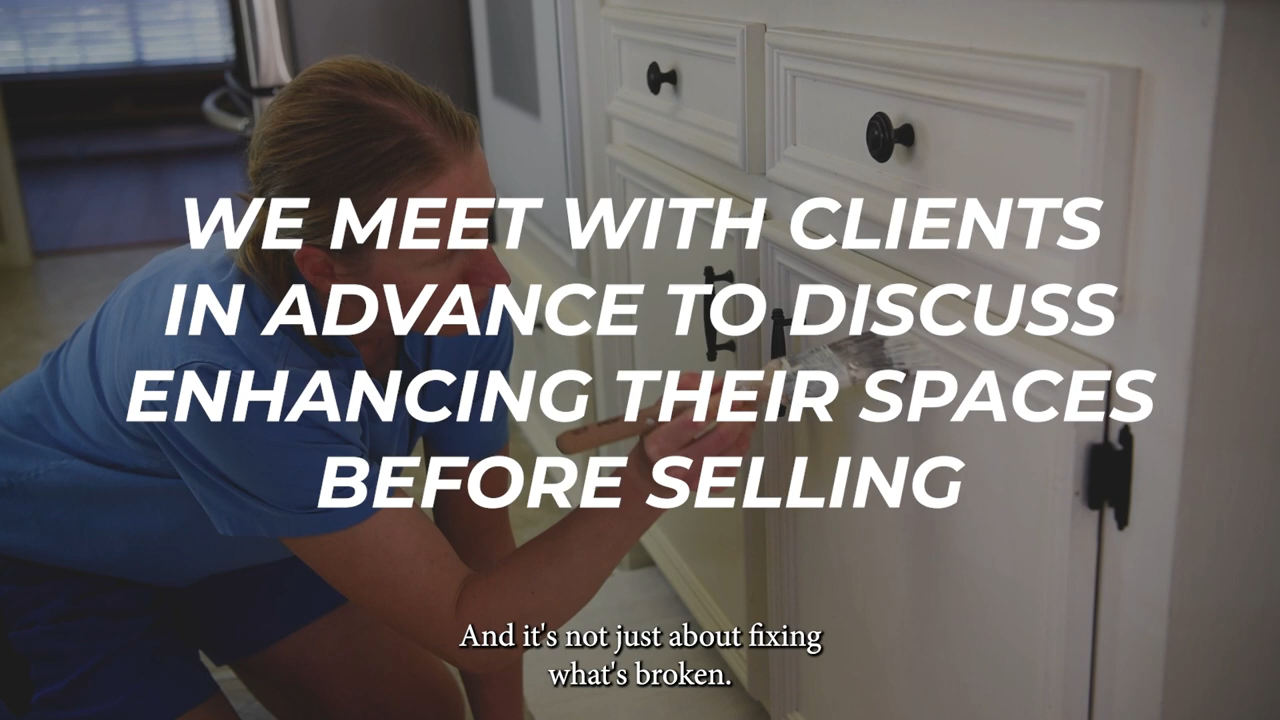 WE MEET WITH CLIENTS
IN ADVANCE TO DISCUSS
ENHANCING THEIR SPACES
BEFORE SELLING
And it's not just about fixing
what's broken.